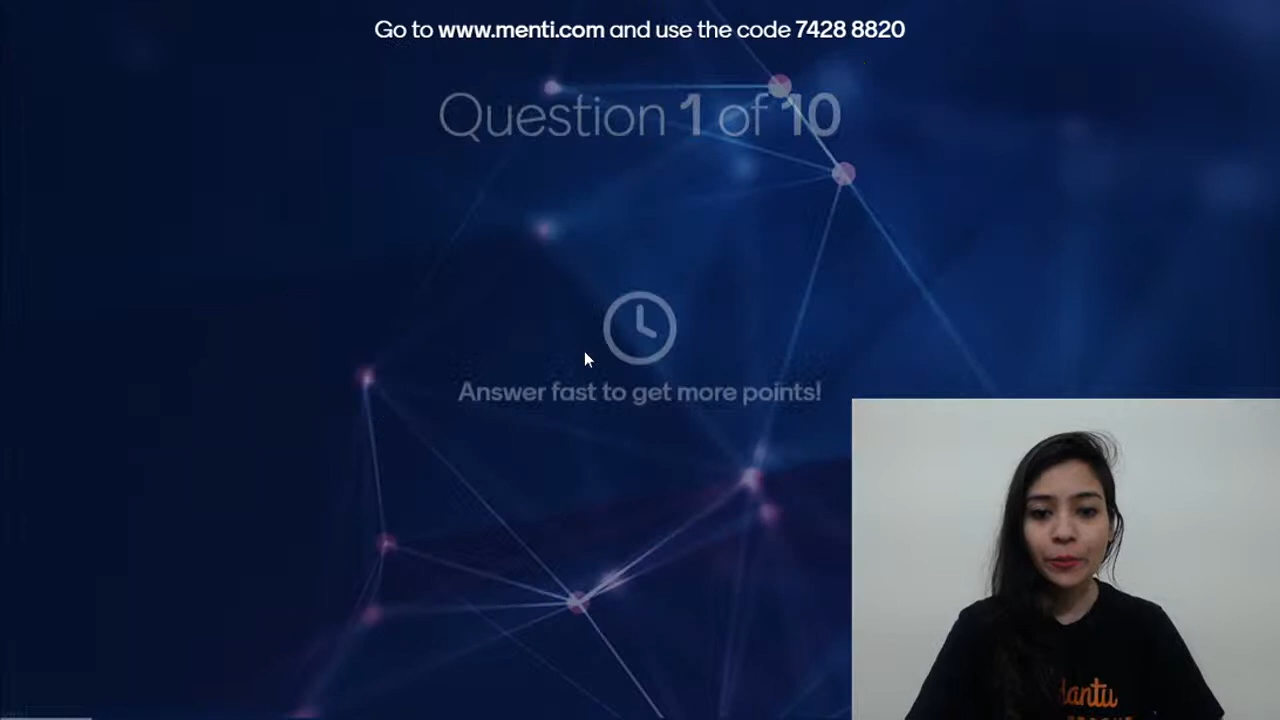 Go to www.menti.com and use the code 7428 8820
Question 1 of 10
Answer fast to get more points!
dantu